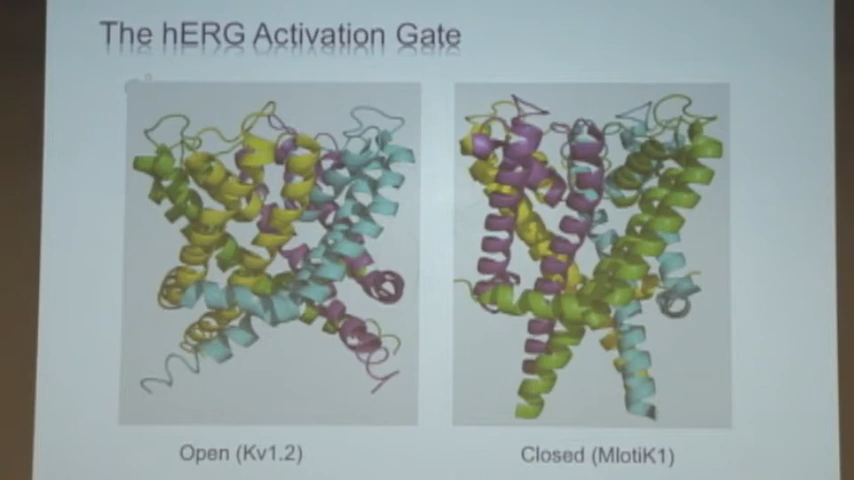 The hERG Activation Gate
Open (Kv1.2)
Closed (MlotiK1)